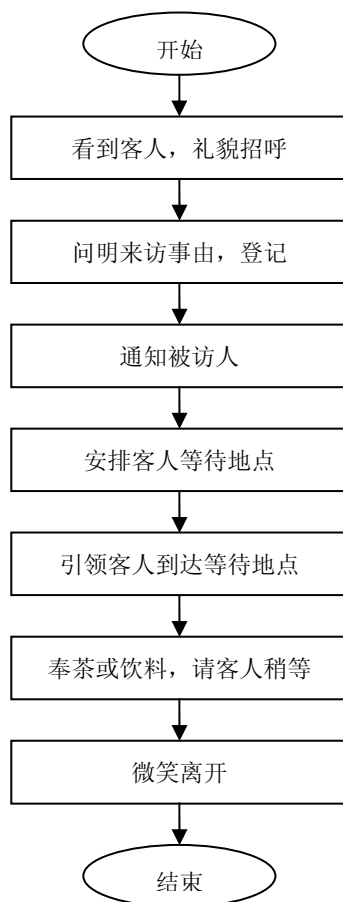 开始
看到客人，礼貌招呼
问明来访事由，登记
通知被访人
安排客人等待地点
引领客人到达等待地点
奉茶或饮料，请客人稍等
微笑离开
结束